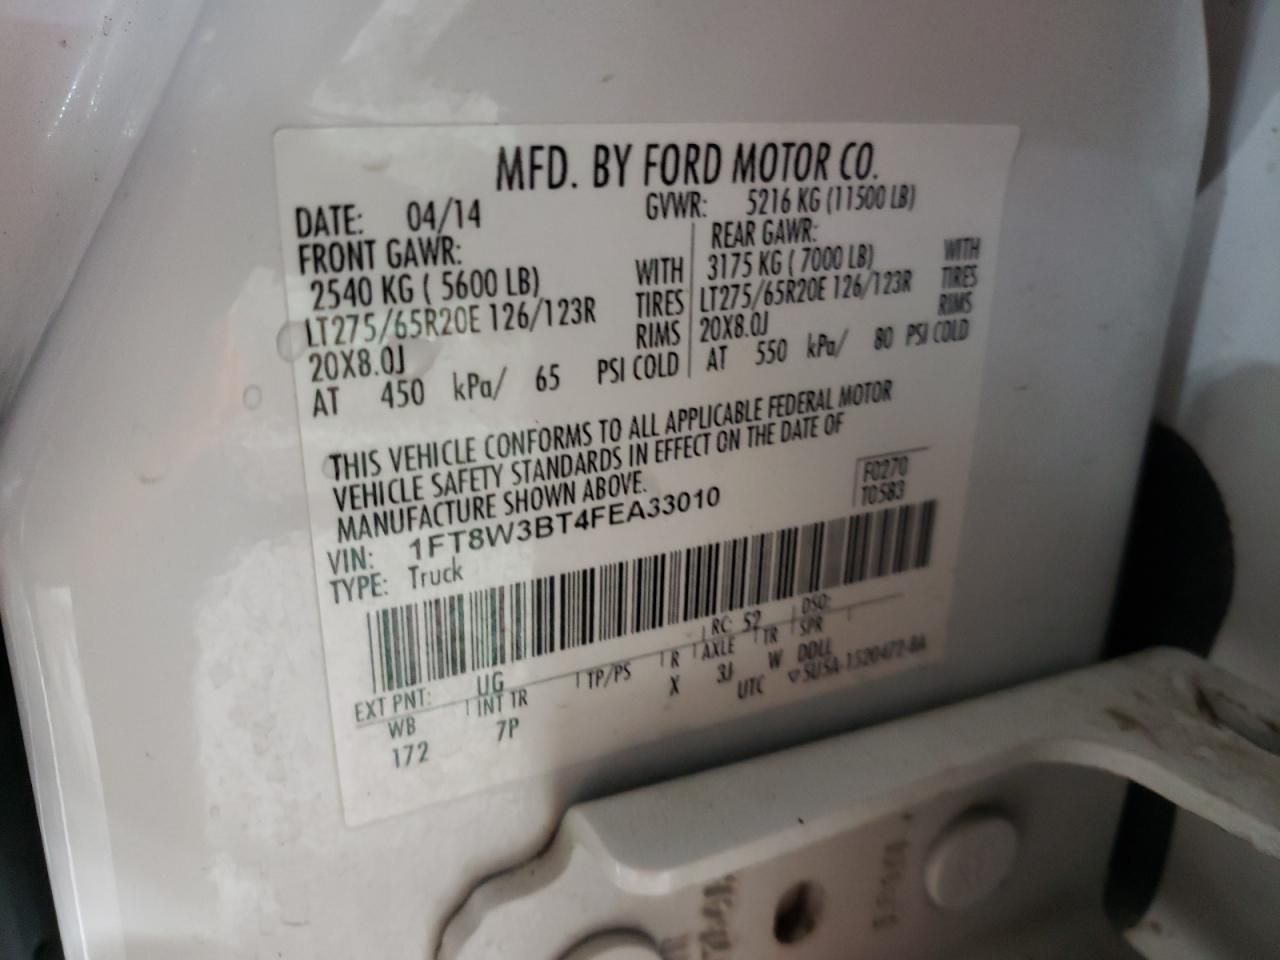 MFD. BY FORD MOTOR CO.
DATE: 04/14 GVWR: 5216 KG (11500 LB)
FRONT GAWR: REAR GAWR:
2540 KG ( 5600 LB) WITH 3175 KG ( 7000 LB) WITH
LT275/65R20E 126/123R TIRES LT275/65R20E 126/123R TIRES
20X8.0J RIMS 20X8.0J RIMS
AT 450 kPa/ 65 PSI COLD AT 550 kPa/ 80 PSI COLD
THIS VEHICLE CONFORMS TO ALL APPLICABLE FEDERAL MOTOR
VEHICLE SAFETY STANDARDS IN EFFECT ON THE DATE OF
MANUFACTURE SHOWN ABOVE.
F0270
T0583
VIN: 1FT8W3BT4FEA33010
TYPE: Truck
EXT PNT: UG RC: 52 DSO:
WB INT TR TP/PS R AXLE TR SPR
172 7P X 3J W DDLL
UTC ▽SU5A-1520472-BA